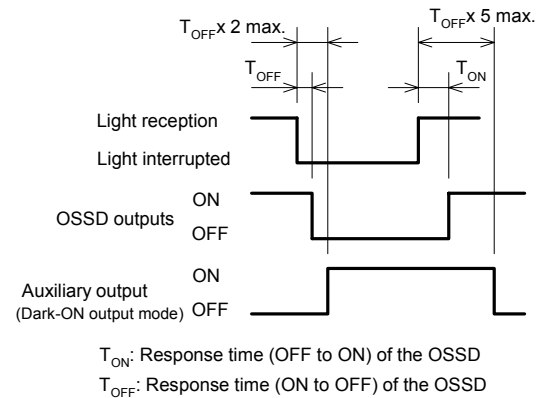 T_OFF x 2 max.
T_OFF x 5 max.
T_OFF
T_ON
Light reception
Light interrupted
ON
OSSD outputs
OFF
ON
Auxiliary output
(Dark-ON output mode) OFF
T_ON: Response time (OFF to ON) of the OSSD
T_OFF: Response time (ON to OFF) of the OSSD